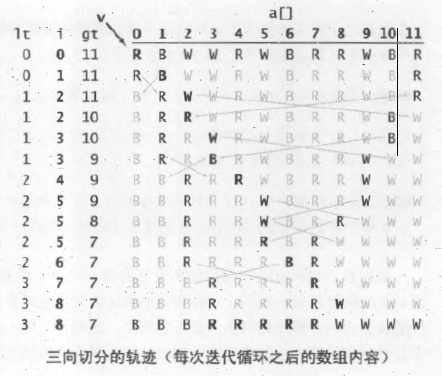 a[]
v
lt i gt 0 1 2 3 4 5 6 7 8 9 10 11
0 0 11 R B W W R W B R R W B R
0 1 11 R B W W R W B R R W B R
1 2 11 B R W W R W B R R W B R
1 2 10 B R R W R W B R R W B W
1 3 10 B R R W R W B R R W B W
1 3 9 B R R B R W B R R W W W
2 4 9 B B R R R W B R R W W W
2 5 9 B B R R R W B R R W W W
2 5 8 B B R R R W B R R W W W
2 5 7 B B R R R R B R W W W W
2 6 7 B B R R R R B R W W W W
3 7 7 B B B R R R R R W W W W
3 8 7 B B B R R R R R W W W W
3 8 7 B B B R R R R R W W W W
三向切分的轨迹（每次迭代循环之后的数组内容）